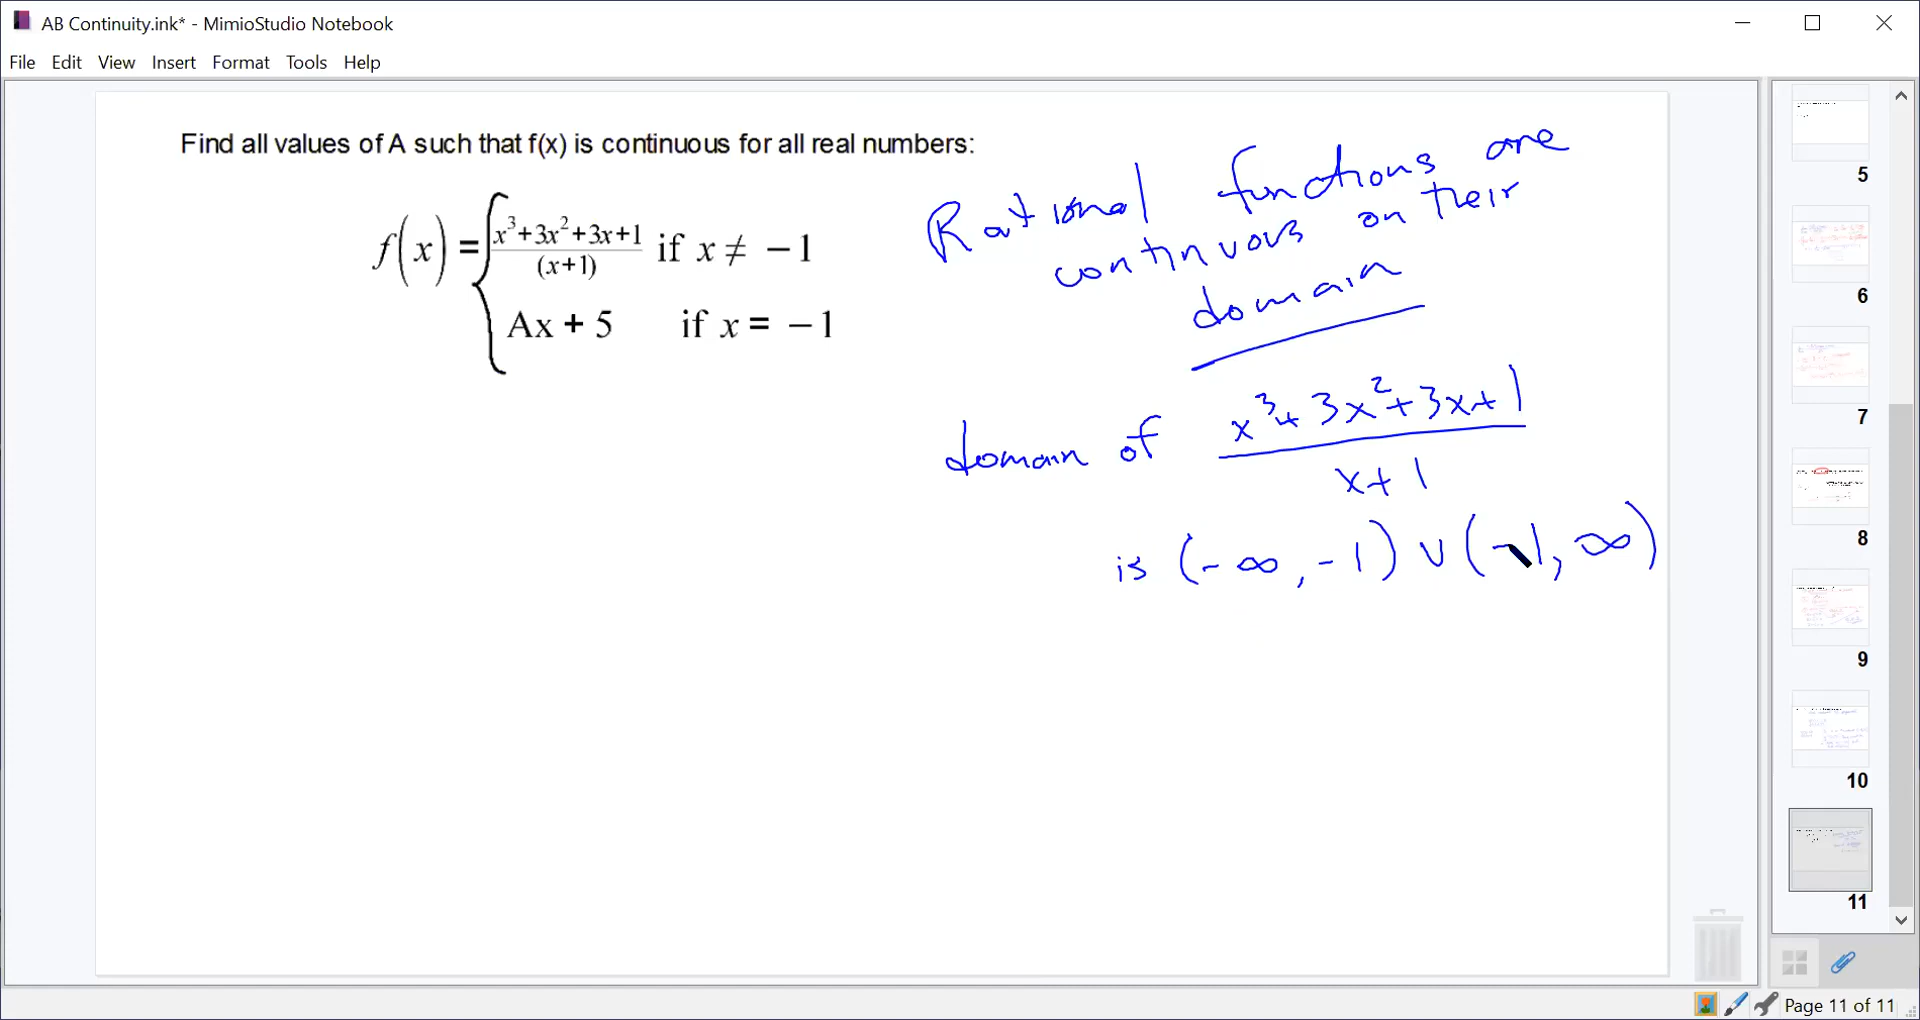 AB Continuity.ink* - MimioStudio Notebook
File Edit View Insert Format Tools Help
Find all values of A such that f(x) is continuous for all real numbers:
f(x) = { x³+3x²+3x+1 / (x+1) if x ≠ −1
Ax + 5 if x = −1
Rational functions are
continuous on their
domain
domain of x³+3x²+3x+1 / x+1
is (-∞, -1) ∪ (-1, ∞)
5
6
7
8
9
10
11
Page 11 of 11